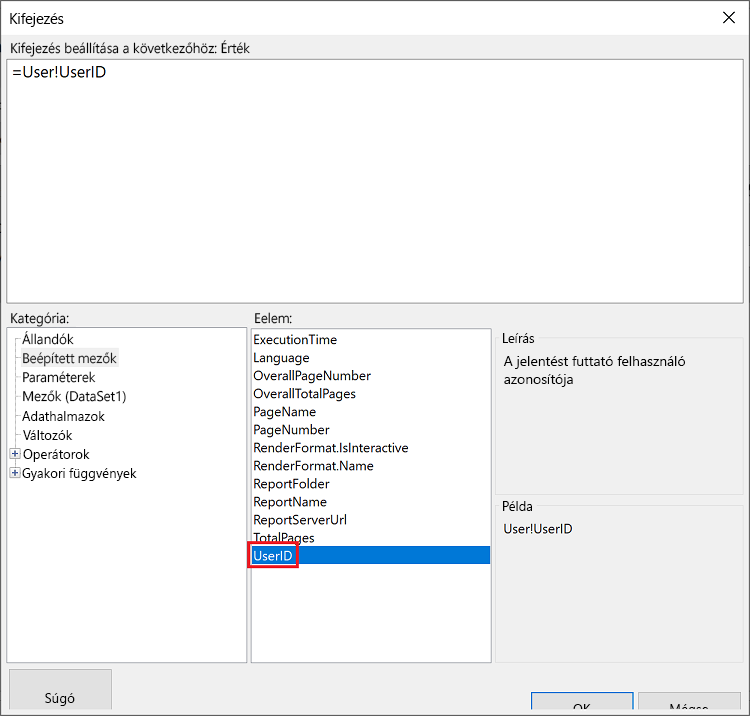 Kifejezés
Kifejezés beállítása a következőhöz: Érték
=User!UserID
Kategória:
Állandók
Beépített mezők
Paraméterek
Mezők (DataSet1)
Adathalmazok
Változók
Operátorok
Gyakori függvények
Eelem:
ExecutionTime
Language
OverallPageNumber
OverallTotalPages
PageName
PageNumber
RenderFormat.IsInteractive
RenderFormat.Name
ReportFolder
ReportName
ReportServerUrl
TotalPages
UserID
Leírás
A jelentést futtató felhasználó
azonosítója
Példa
User!UserID
Súgó
OK
Mégse